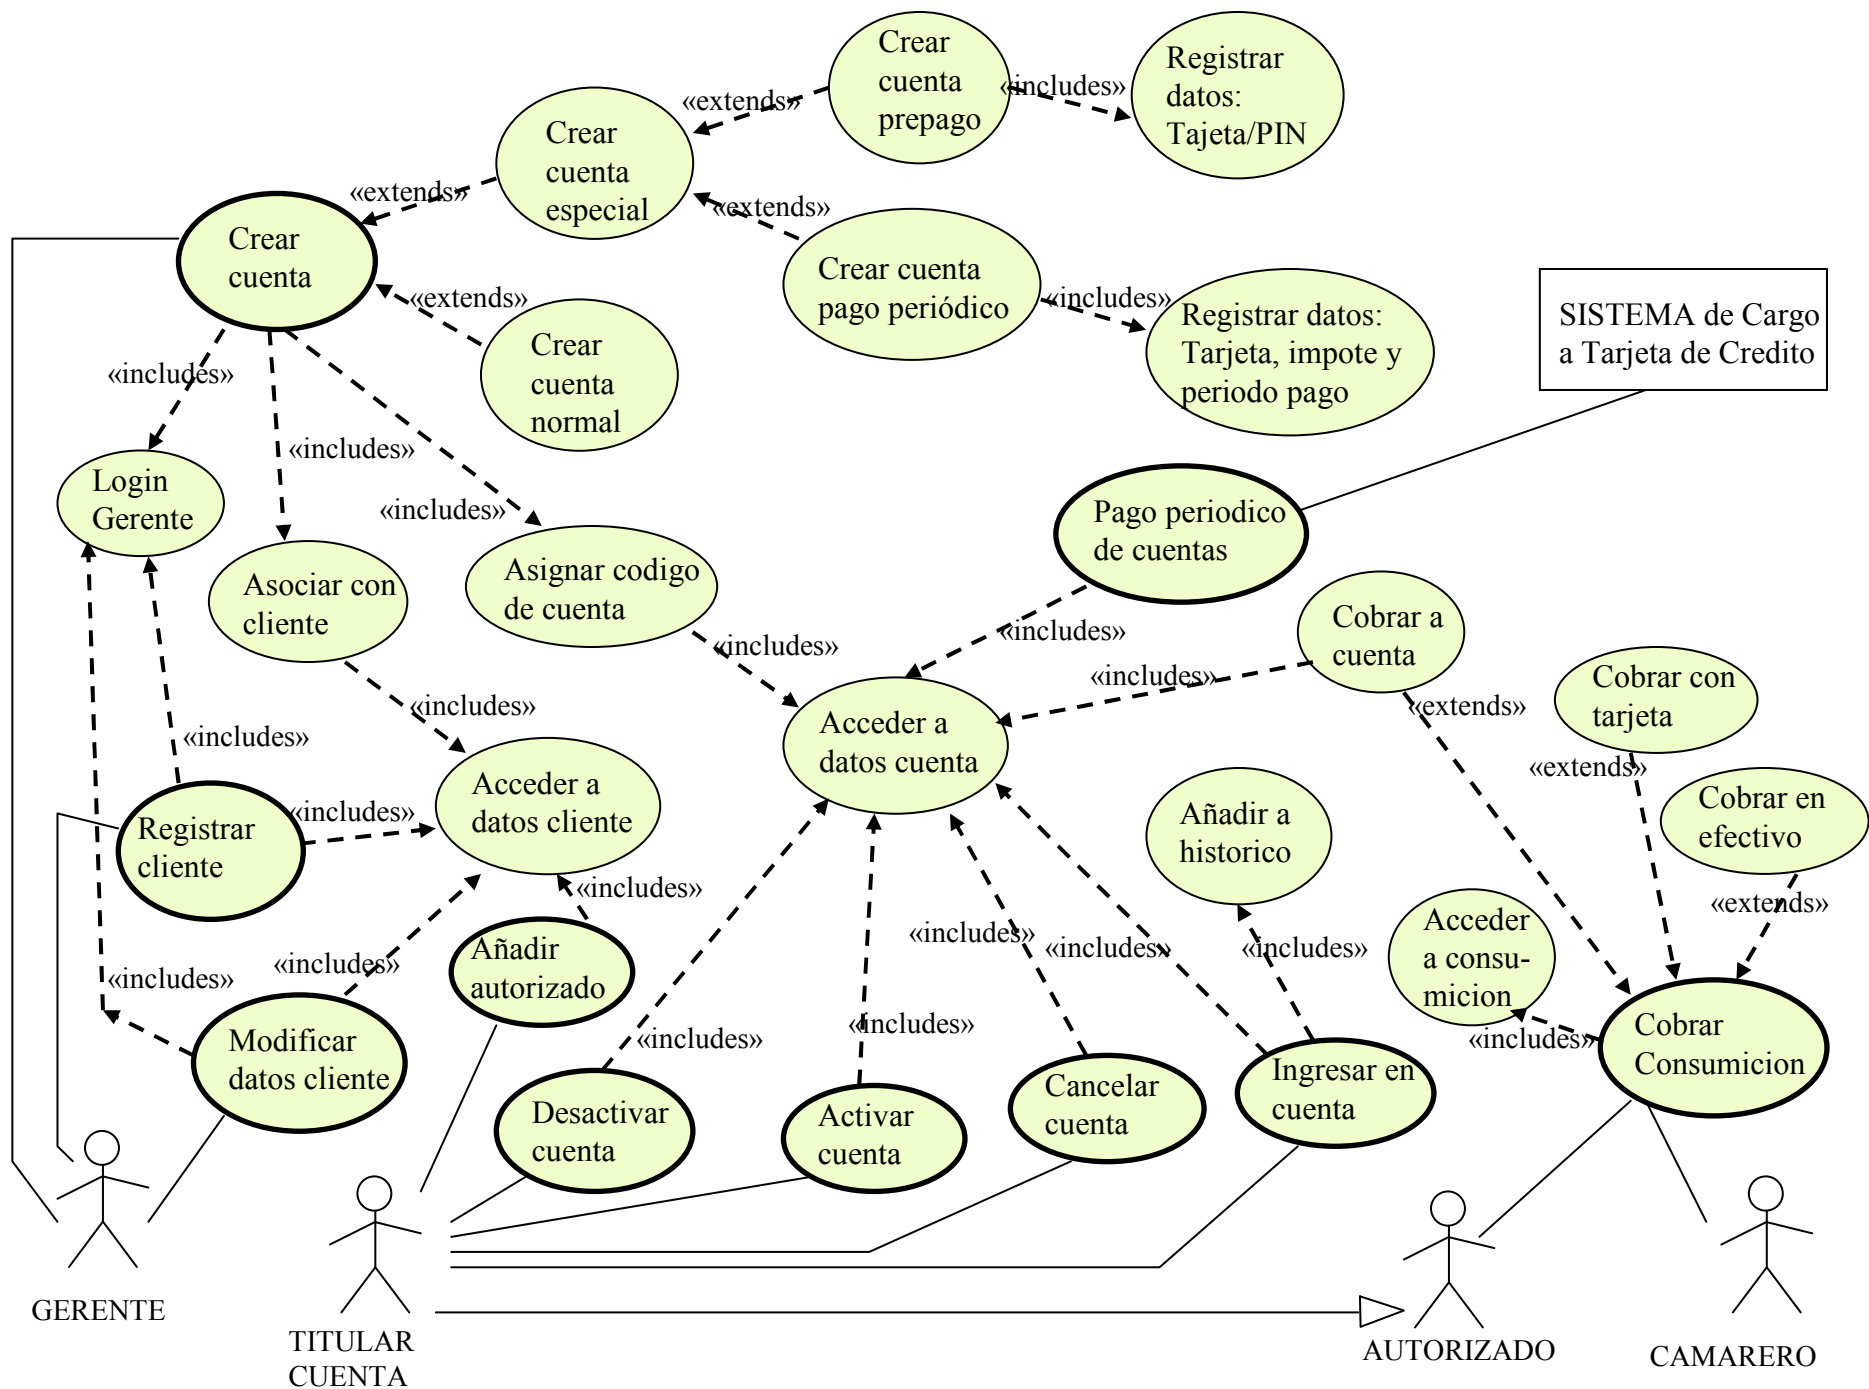 Crear
cuenta
prepago
«includes»
Registrar
datos:
Tajeta/PIN
«extends»
Crear
cuenta
especial
«extends»
«extends»
Crear
cuenta
Crear cuenta
pago periódico
«includes»
Registrar datos:
Tarjeta, impote y
periodo pago
SISTEMA de Cargo
a Tarjeta de Credito
«extends»
Crear
cuenta
normal
«includes»
«includes»
«includes»
Login
Gerente
Asociar con
cliente
Asignar codigo
de cuenta
Pago periodico
de cuentas
«includes»
«includes»
Cobrar a
cuenta
«includes»
«extends»
Cobrar con
tarjeta
«extends»
Cobrar en
efectivo
«extends»
«includes»
«includes»
Acceder a
datos cuenta
Acceder a
datos cliente
«includes»
Registrar
cliente
Añadir a
historico
«includes»
Añadir
autorizado
«includes»
«includes»
«includes»
«includes»
«includes»
Acceder
a consu-
micion
«includes»
Cobrar
Consumicion
Modificar
datos cliente
«includes»
«includes»
Desactivar
cuenta
Activar
cuenta
Cancelar
cuenta
Ingresar en
cuenta
GERENTE
TITULAR
CUENTA
AUTORIZADO
CAMARERO